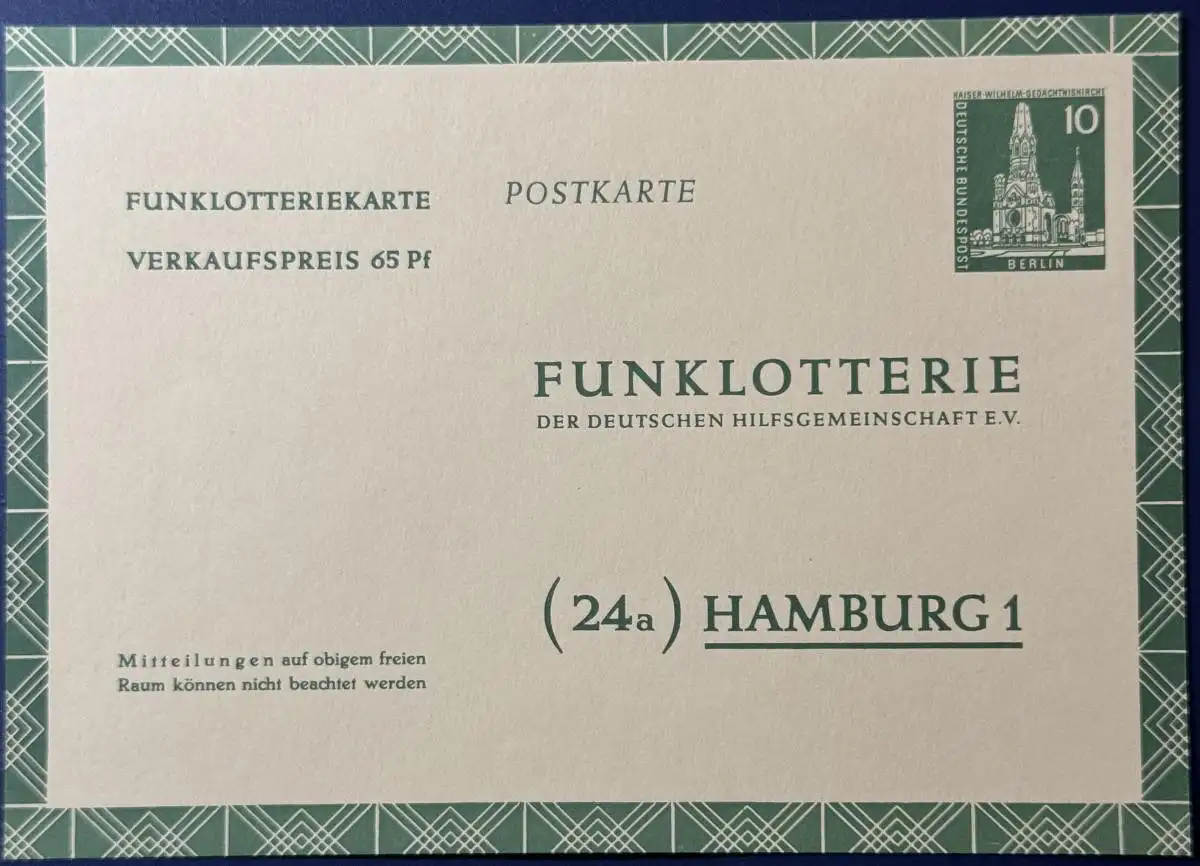 FUNKLOTTERIEKARTE
VERKAUFSPREIS 65 Pf
POSTKARTE
KAISER-WILHELM-GEDÄCHTNISKIRCHE
DEUTSCHE BUNDESPOST
10
BERLIN
FUNKLOTTERIE
DER DEUTSCHEN HILFSGEMEINSCHAFT E.V.
(24a) HAMBURG 1
Mitteilungen auf obigem freien
Raum können nicht beachtet werden